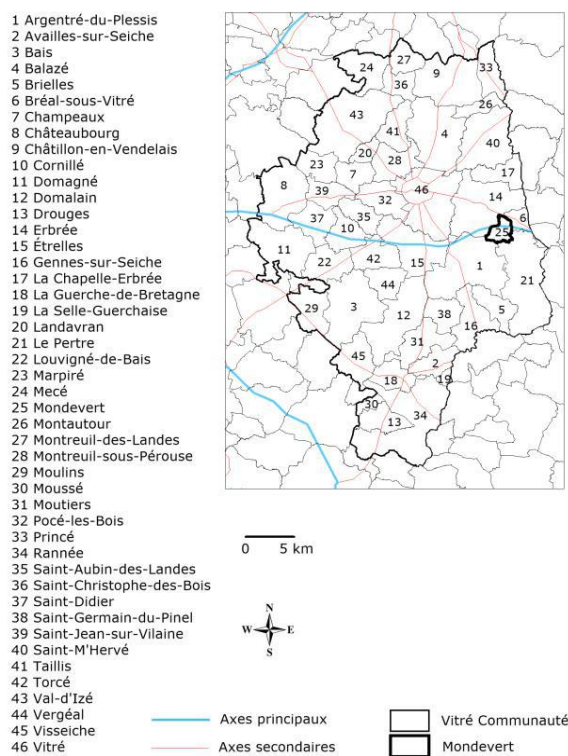 1 Argentré-du-Plessis
2 Availles-sur-Seiche
3 Bais
4 Balazé
5 Brielles
6 Bréal-sous-Vitré
7 Champeaux
8 Châteaubourg
9 Châtillon-en-Vendelais
10 Cornillé
11 Domagné
12 Domalain
13 Drouges
14 Erbrée
15 Étrelles
16 Gennes-sur-Seiche
17 La Chapelle-Erbrée
18 La Guerche-de-Bretagne
19 La Selle-Guerchaise
20 Landavran
21 Le Pertre
22 Louvigné-de-Bais
23 Marpiré
24 Mecé
25 Mondevert
26 Montautour
27 Montreuil-des-Landes
28 Montreuil-sous-Pérouse
29 Moulins
30 Moussé
31 Moutiers
32 Pocé-les-Bois
33 Princé
34 Rannée
35 Saint-Aubin-des-Landes
36 Saint-Christophe-des-Bois
37 Saint-Didier
38 Saint-Germain-du-Pinel
39 Saint-Jean-sur-Vilaine
40 Saint-M'Hervé
41 Taillis
42 Torcé
43 Val-d'Izé
44 Vergéal
45 Visseiche
46 Vitré
24 27 9 33
36
26
43 41 4 40
20
23 28 17
7
8 39 46 14
32
37 35 6
10 25
11 22 42 15 1
21
44
29 3 12 38 5
16
31
45 2
18 19
30
13 34
0 5 km
N
W E
S
Axes principaux
Axes secondaires
Vitré Communauté
Mondevert